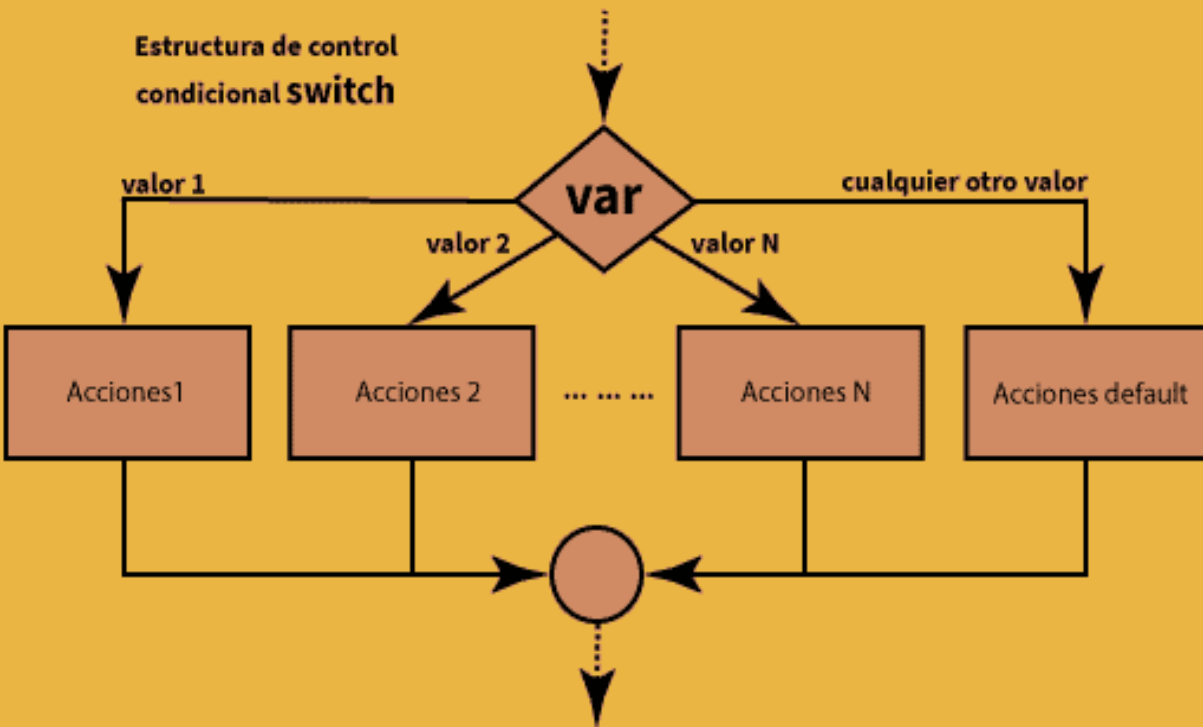 Estructura de control
condicional switch
var
valor 1
cualquier otro valor
valor 2
valor N
Acciones1
Acciones 2
... ... ...
Acciones N
Acciones default